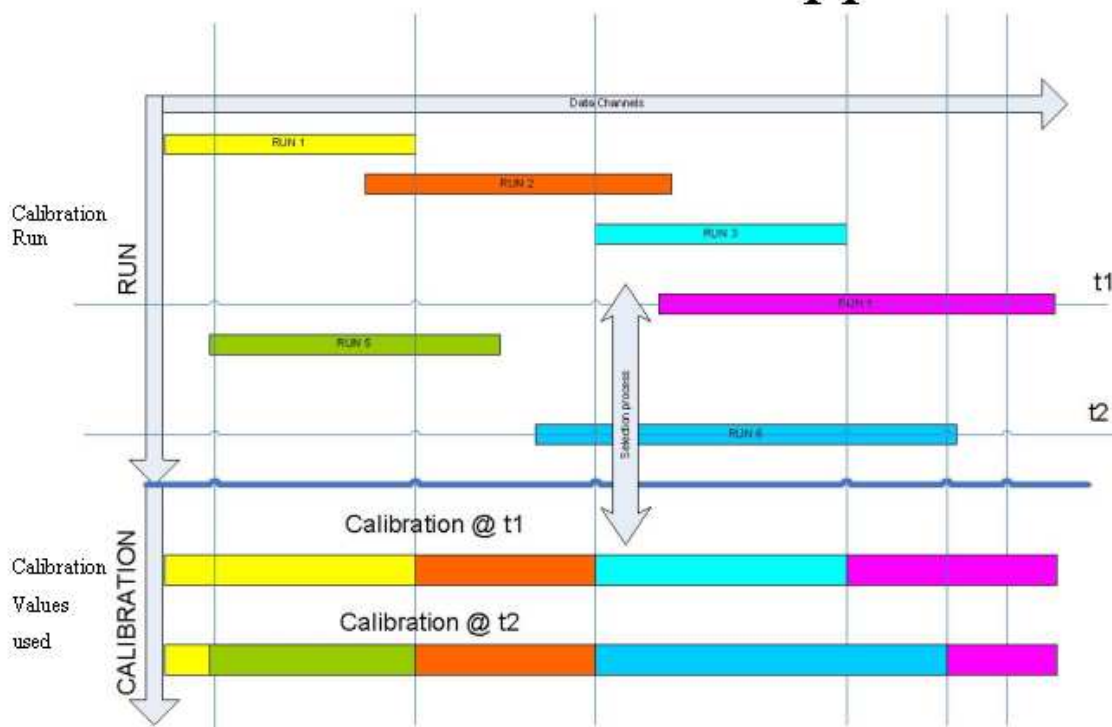 Data Channels
RUN 1
RUN 2
Calibration
Run
RUN
RUN 3
t1
RUN 5
Selection process
t2
RUN 6
Calibration @ t1
Calibration
Values
used
CALIBRATION
Calibration @ t2